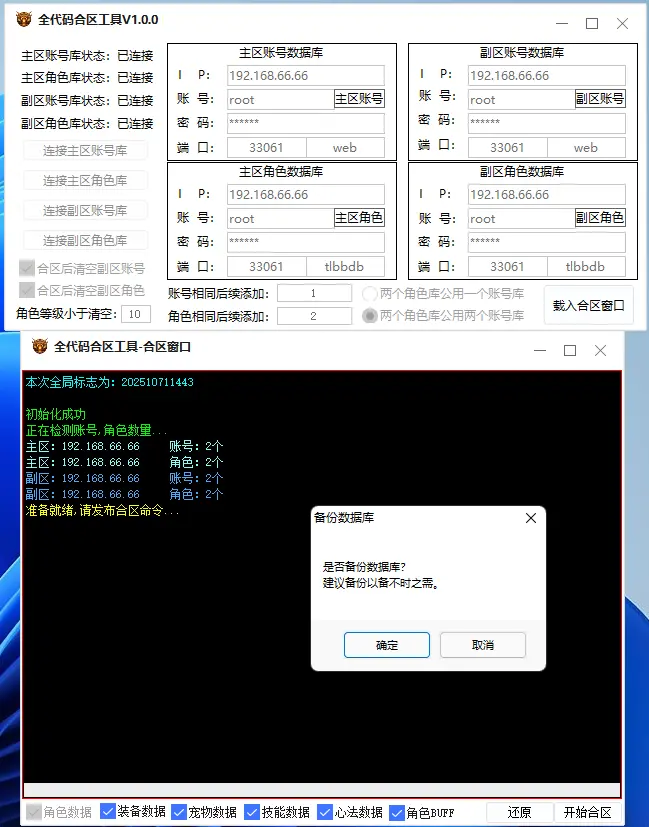 全代码合区工具V1.0.0
主区账号库状态：已连接
主区角色库状态：已连接
副区账号库状态：已连接
副区角色库状态：已连接
连接主区账号库
连接主区角色库
连接副区账号库
连接副区角色库
合区后清空副区账号
合区后清空副区角色
角色等级小于清空： 10
主区账号数据库
I P： 192.168.66.66
账 号： root 主区账号
密 码： ******
端 口： 33061 web
副区账号数据库
I P： 192.168.66.66
账 号： root 副区账号
密 码： ******
端 口： 33061 web
主区角色数据库
I P： 192.168.66.66
账 号： root 主区角色
密 码： ******
端 口： 33061 tlbbdb
副区角色数据库
I P： 192.168.66.66
账 号： root 副区角色
密 码： ******
端 口： 33061 tlbbdb
账号相同后续添加： 1 两个角色库公用一个账号库
角色相同后续添加： 2 两个角色库公用两个账号库
载入合区窗口
全代码合区工具-合区窗口
本次全局标志为：202510711443
初始化成功
正在检测账号,角色数量...
主区：192.168.66.66 账号：2个
主区：192.168.66.66 角色：2个
副区：192.168.66.66 账号：2个
副区：192.168.66.66 角色：2个
准备就绪,请发布合区命令...
备份数据库
是否备份数据库？
建议备份以备不时之需。
确定 取消
角色数据 装备数据 宠物数据 技能数据 心法数据 角色BUFF 还原 开始合区